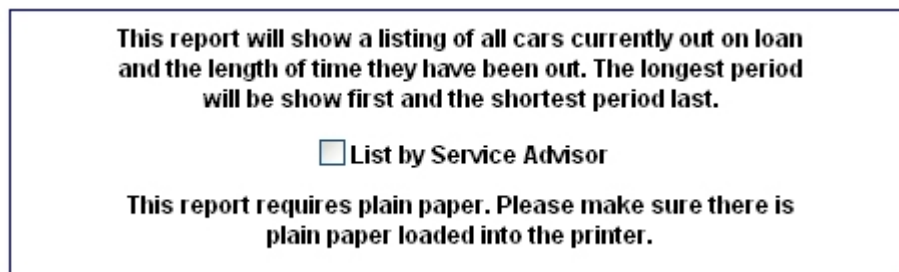 This report will show a listing of all cars currently out on loan
and the length of time they have been out. The longest period
will be show first and the shortest period last.
List by Service Advisor
This report requires plain paper. Please make sure there is
plain paper loaded into the printer.